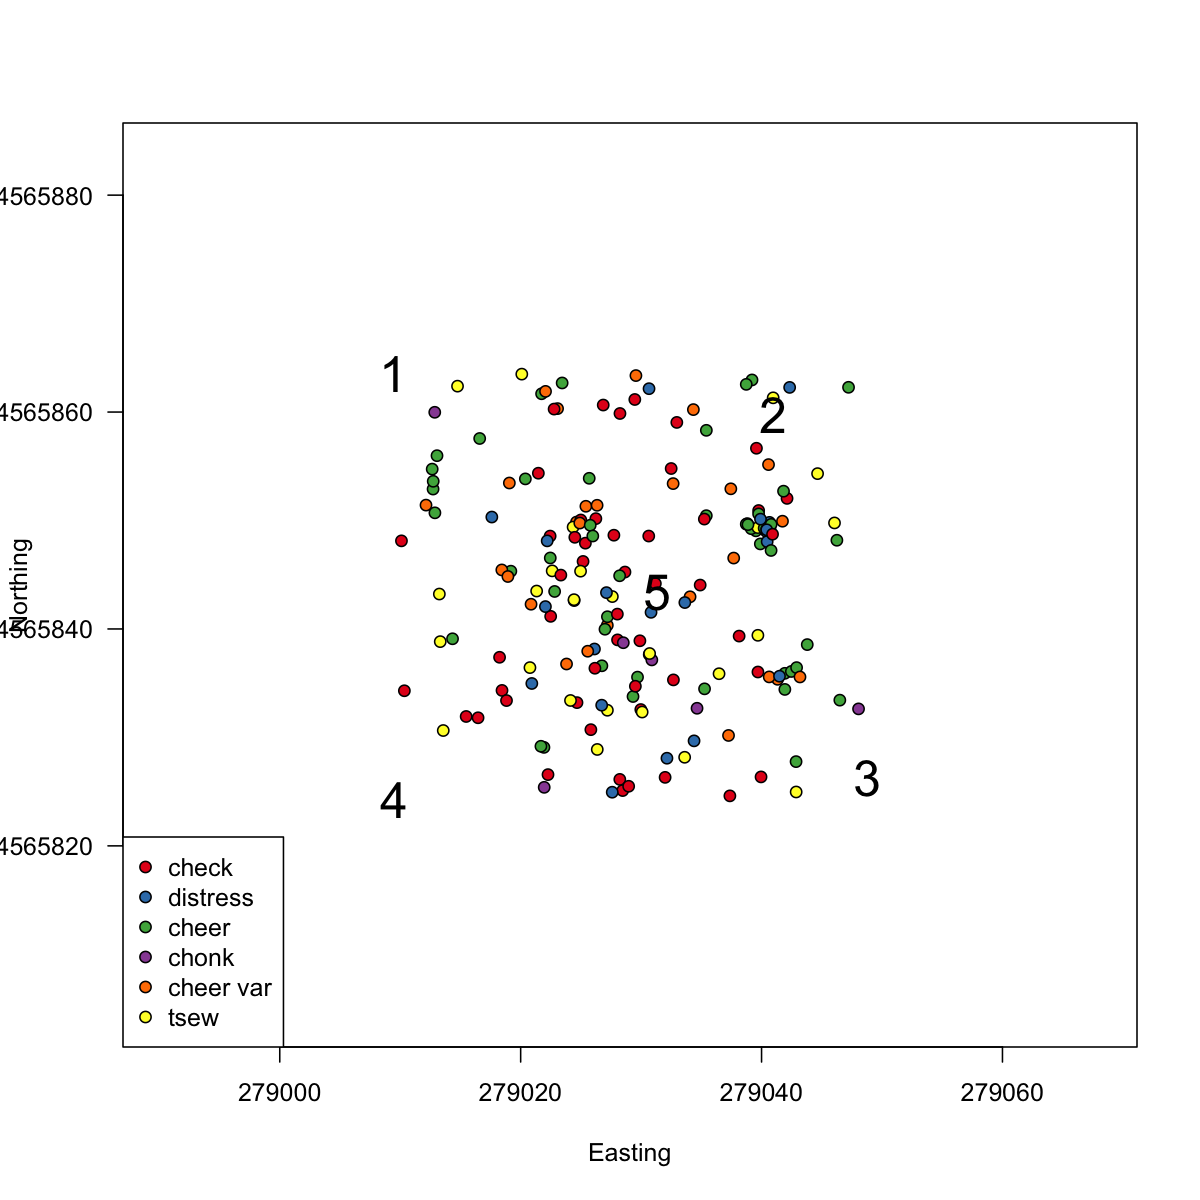 4565880
1
4565860
2
5
Northing
4565840
3
4
4565820
check
distress
cheer
chonk
cheer var
tsew
279000 279020 279040 279060
Easting